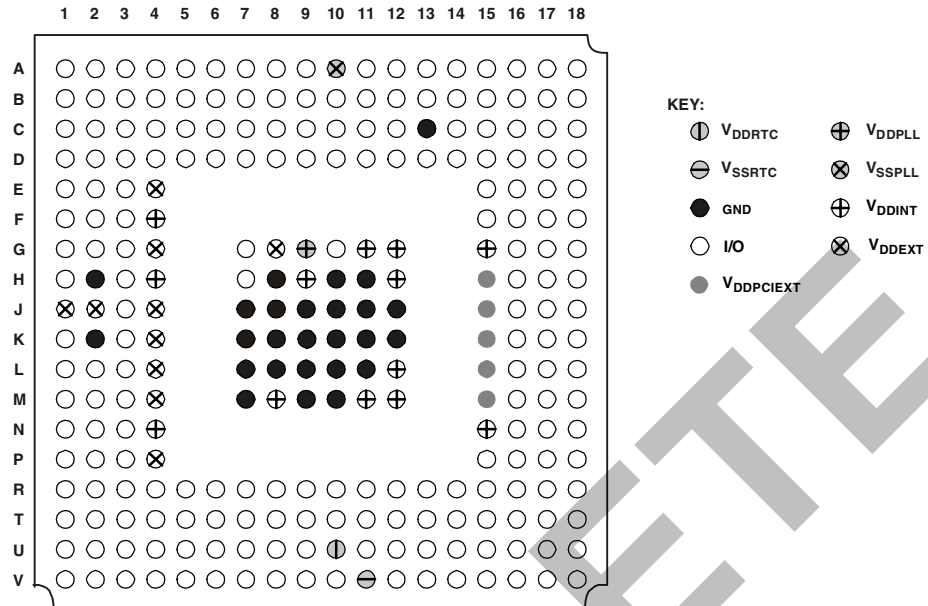 1 2 3 4 5 6 7 8 9 10 11 12 13 14 15 16 17 18
A
B
C
D
E
F
G
H
J
K
L
M
N
P
R
T
U
V
KEY:
VDDRTC VDDPLL
VSSRTC VSSPLL
GND VDDINT
I/O VDDEXT
VDDPCIEXT
ETE